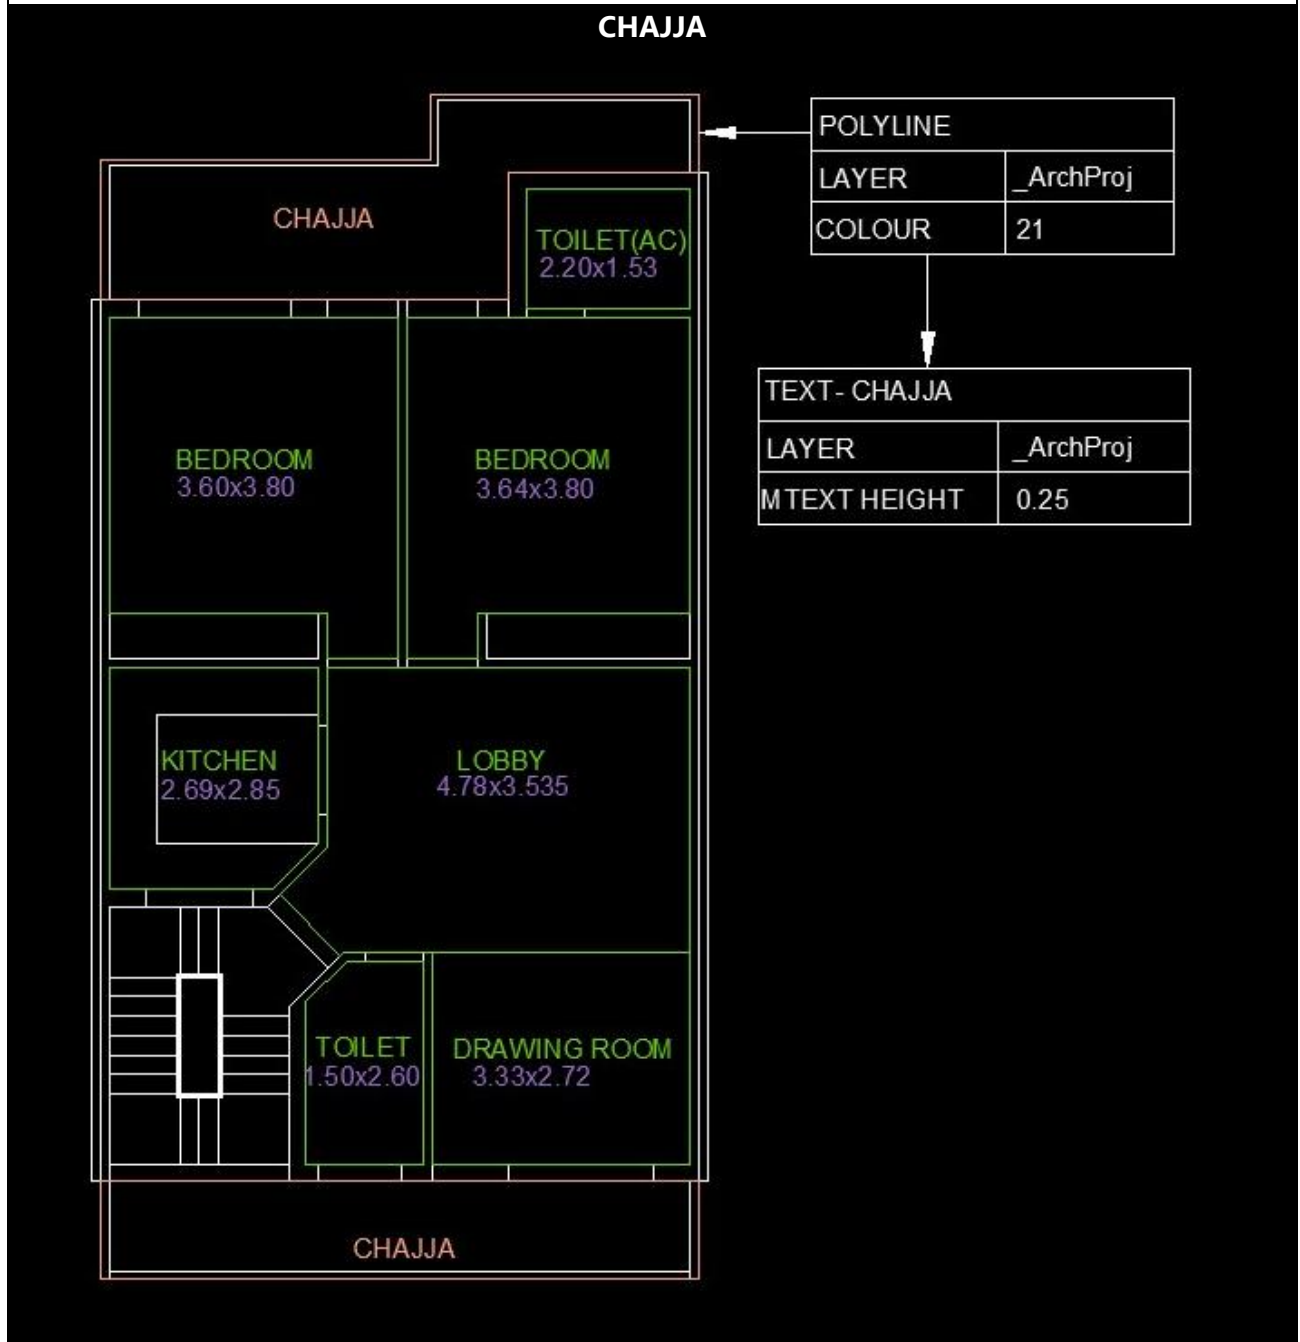 CHAJJA
POLYLINE
LAYER _ArchProj
COLOUR 21
CHAJJA
TOILET(AC)
2.20x1.53
TEXT- CHAJJA
LAYER _ArchProj
MTEXT HEIGHT 0.25
BEDROOM
3.60x3.80
BEDROOM
3.64x3.80
KITCHEN
2.69x2.85
LOBBY
4.78x3.535
TOILET
1.50x2.60
DRAWING ROOM
3.33x2.72
CHAJJA